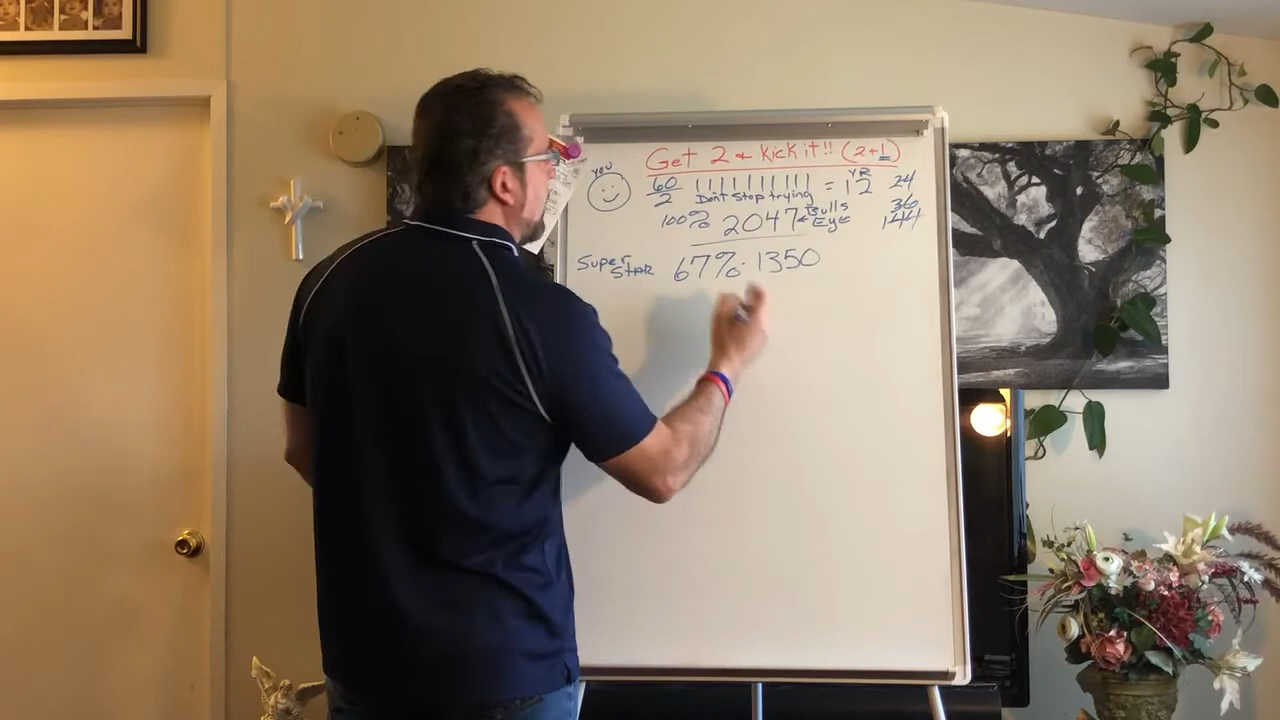 Get 2 + Kick it!! (2+1)
YOU
60 ! ! ! ! ! ! ! ! ! ! = 12 YR 24
2 Dont Stop trying 36
100% 2047 ← Bulls Eye 144
Super Star 67% - 1350